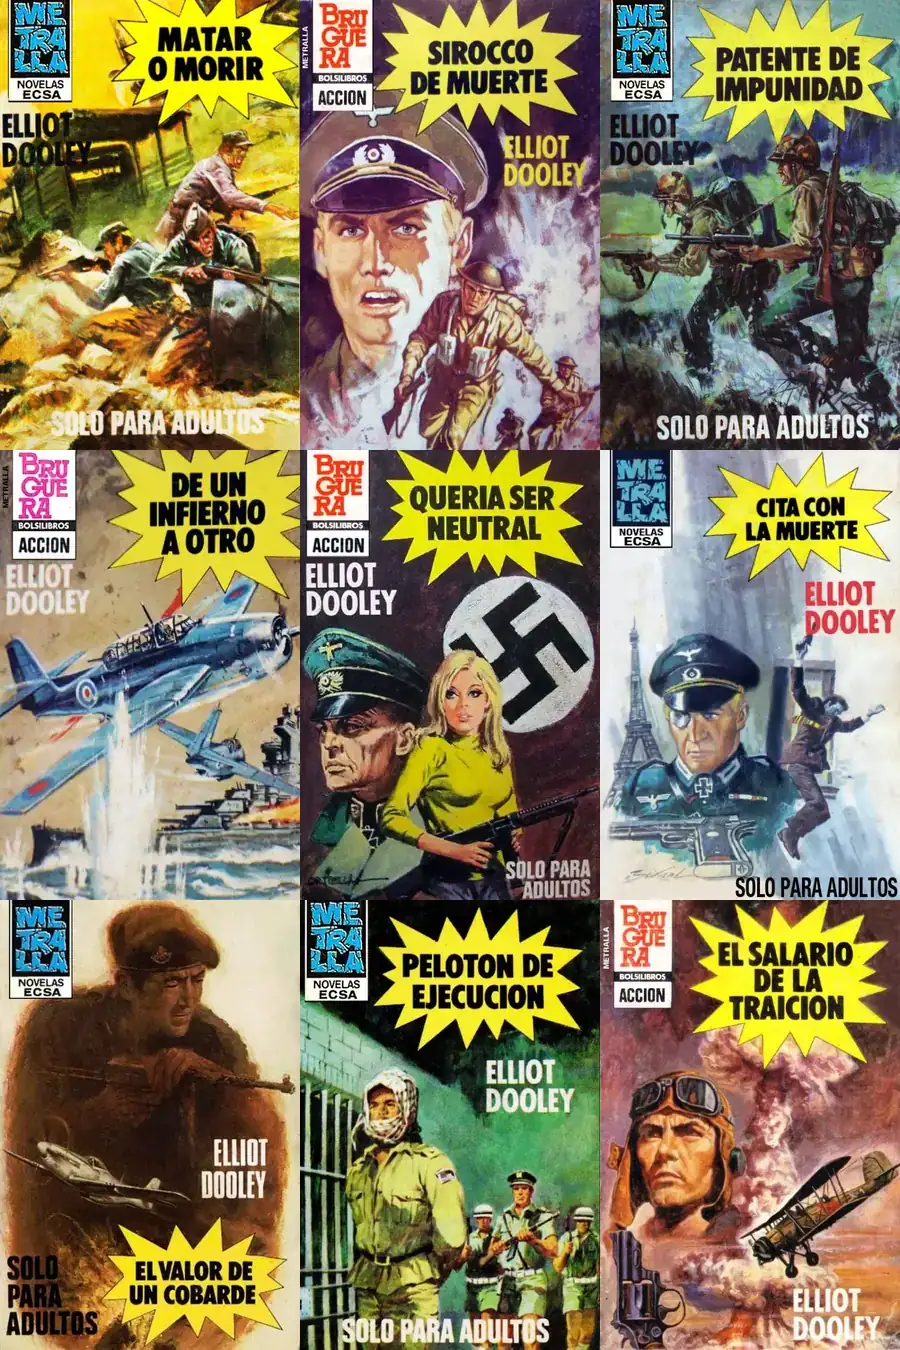 ME
TRA
LLA
NOVELAS
ECSA
MATAR
O MORIR
ELLIOT
DOOLEY
SOLO PARA ADULTOS
METRALLA
BRU
GUE
RA
BOLSILIBROS
ACCION
SIROCCO
DE MUERTE
ELLIOT
DOOLEY
ME
TRA
LLA
NOVELAS
ECSA
PATENTE DE
IMPUNIDAD
ELLIOT
DOOLEY
SOLO PARA ADULTOS
METRALLA
BRU
GUE
RA
BOLSILIBROS
ACCION
DE UN
INFIERNO
A OTRO
ELLIOT
DOOLEY
BRU
GUE
RA
BOLSILIBROS
ACCION
QUERIA SER
NEUTRAL
ELLIOT
DOOLEY
SOLO PARA
ADULTOS
ME
TRA
LLA
NOVELAS
ECSA
CITA CON
LA MUERTE
ELLIOT
DOOLEY
SOLO PARA ADULTOS
ME
TRA
LLA
NOVELAS
ECSA
ELLIOT
DOOLEY
SOLO
PARA
ADULTOS
EL VALOR DE
UN COBARDE
ME
TRA
LLA
NOVELAS
ECSA
PELOTON DE
EJECUCION
ELLIOT
DOOLEY
SOLO PARA ADULTOS
METRALLA
BRU
GUE
RA
BOLSILIBROS
ACCION
EL SALARIO
DE LA
TRAICION
ELLIOT
DOOLEY